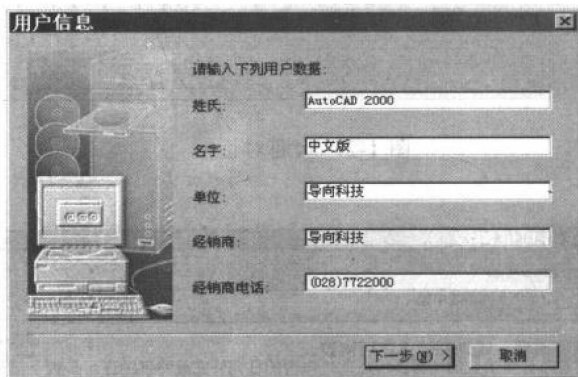 用户信息
请输入下列用户数据:
姓氏: AutoCAD 2000
名字: 中文版
单位: 导向科技
经销商: 导向科技
经销商电话: (028)7722000
下一步(N) > 取消